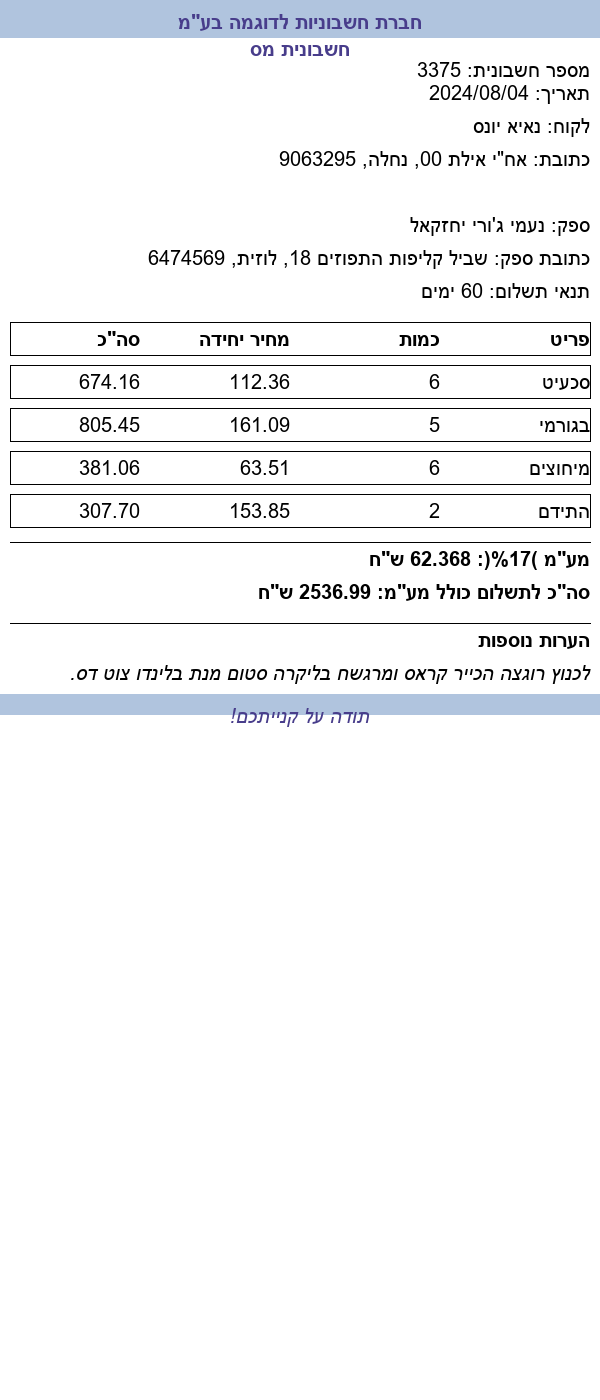 חברת חשבוניות לדוגמה בע"מ
חשבונית מס
מספר חשבונית: 3375
תאריך: 2024/08/04
לקוח: נאיא יונס
כתובת: אח"י אילת 00, נחלה, 9063295
ספק: נעמי ג'ורי יחזקאל
כתובת ספק: שביל קליפות התפוזים 18, לוזית, 6474569
תנאי תשלום: 60 ימים
פריט כמות מחיר יחידה סה"כ
סכעיט 6 112.36 674.16
בגורמי 5 161.09 805.45
מיחוצים 6 63.51 381.06
התידם 2 153.85 307.70
מע"מ )17%(: 62.368 ש"ח
סה"כ לתשלום כולל מע"מ: 2536.99 ש"ח
הערות נוספות
לכנוץ רוגצה הכייר קראס ומרגשח בליקרה סטום מנת בלינדו צוט דס.
תודה על קנייתכם!